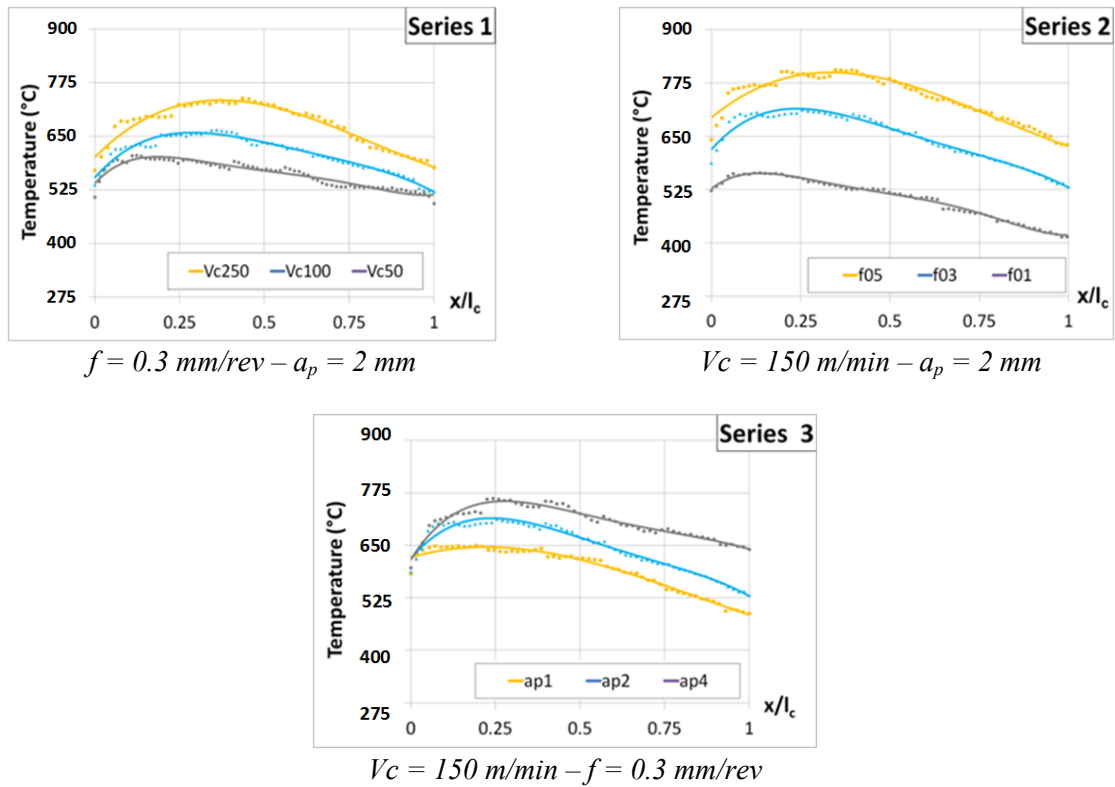 Series 1
900
775
650
525
400
275
Temperature (°C)
Vc250 Vc100 Vc50
x/lc
0 0.25 0.5 0.75 1
f = 0.3 mm/rev – ap = 2 mm
Series 2
900
775
650
525
400
275
Temperature (°C)
f05 f03 f01
x/lc
0 0.25 0.5 0.75 1
Vc = 150 m/min – ap = 2 mm
Series 3
900
775
650
525
400
275
Temperature (°C)
ap1 ap2 ap4
x/lc
0 0.25 0.5 0.75 1
Vc = 150 m/min – f = 0.3 mm/rev